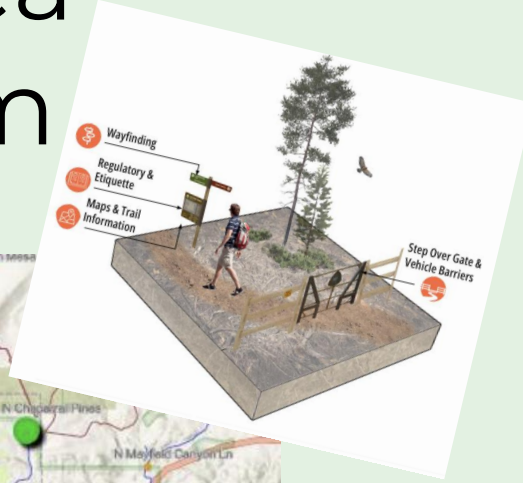 Wayfinding
Regulatory &
Etiquette
Maps & Trail
Information
Step Over Gate &
Vehicle Barriers
N Chaparral Pines
N Mayfield Canyon Ln